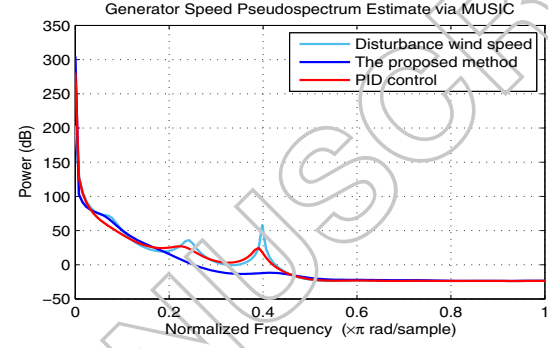 Generator Speed Pseudospectrum Estimate via MUSIC
350
300
250
200
150
100
50
0
−50
Power (dB)
Disturbance wind speed
The proposed method
PID control
0 0.2 0.4 0.6 0.8 1
Normalized Frequency (×π rad/sample)
NUSCR